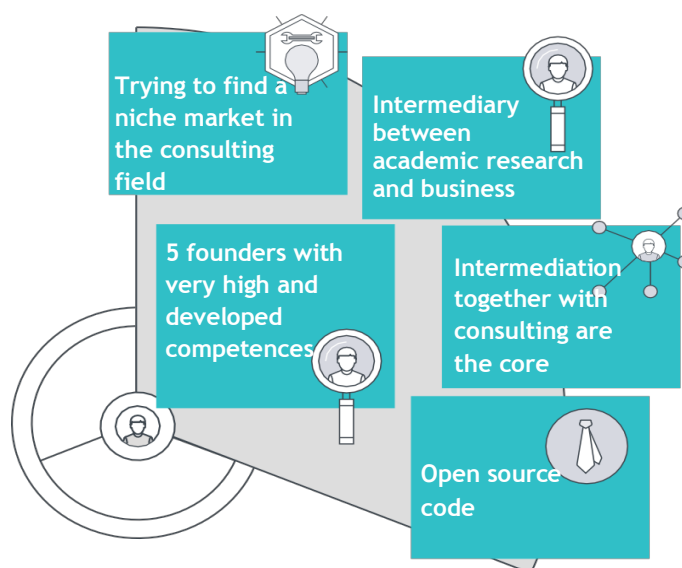 Trying to find a
niche market in
the consulting
field
Intermediary
between
academic research
and business
5 founders with
very high and
developed
competences
Intermediation
together with
consulting are
the core
Open source
code